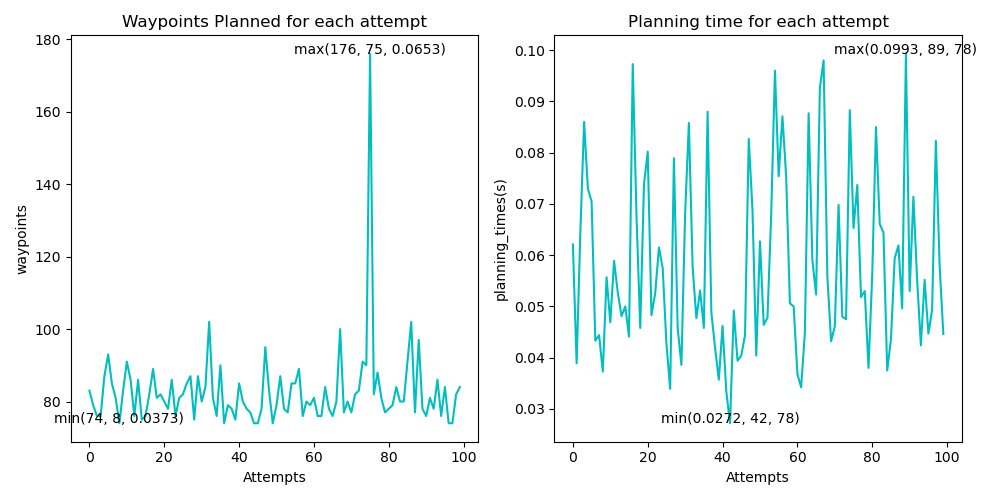 Waypoints Planned for each attempt
max(176, 75, 0.0653)
180
160
140
120
100
80
min(74, 8, 0.0373)
waypoints
0
20
40
60
80
100
Attempts
Planning time for each attempt
max(0.0993, 89, 78)
0.10
0.09
0.08
0.07
0.06
0.05
0.04
0.03
min(0.0272, 42, 78)
planning_times(s)
0
20
40
60
80
100
Attempts